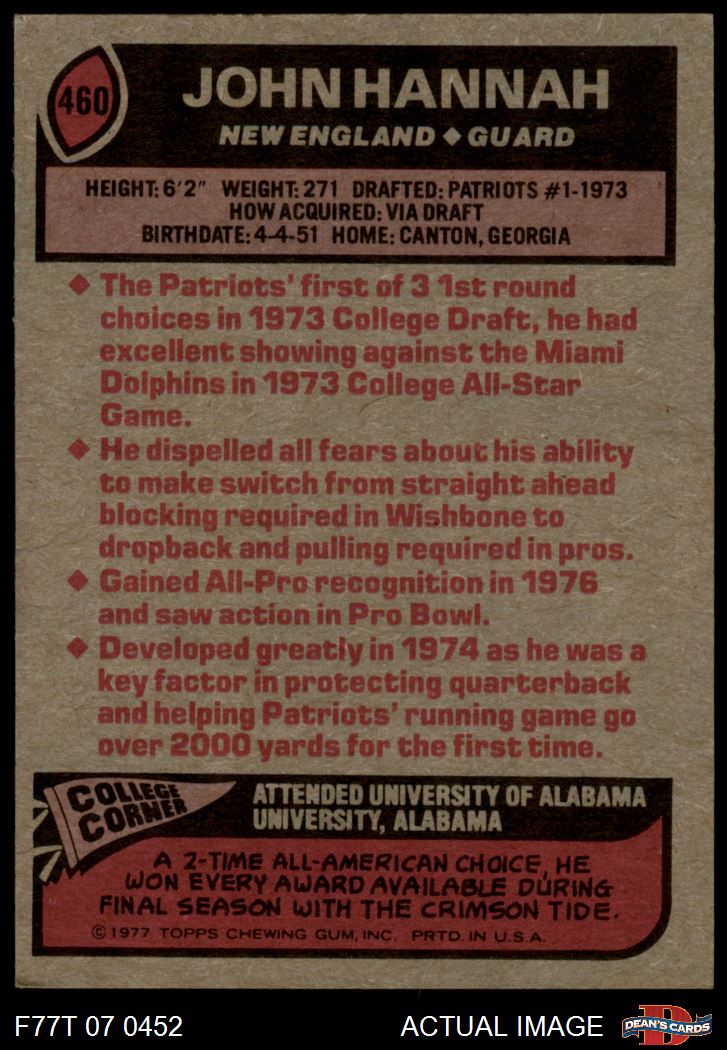 460
JOHN HANNAH
NEW ENGLAND ◆ GUARD
HEIGHT: 6'2" WEIGHT: 271 DRAFTED: PATRIOTS #1-1973
HOW ACQUIRED: VIA DRAFT
BIRTHDATE: 4-4-51 HOME: CANTON, GEORGIA
◆ The Patriots' first of 3 1st round
choices in 1973 College Draft, he had
excellent showing against the Miami
Dolphins in 1973 College All-Star
Game.
◆ He dispelled all fears about his ability
to make switch from straight ahead
blocking required in Wishbone to
dropback and pulling required in pros.
◆ Gained All-Pro recognition in 1976
and saw action in Pro Bowl.
◆ Developed greatly in 1974 as he was a
key factor in protecting quarterback
and helping Patriots' running game go
over 2000 yards for the first time.
COLLEGE
CORNER
ATTENDED UNIVERSITY OF ALABAMA
UNIVERSITY, ALABAMA
A 2-TIME ALL-AMERICAN CHOICE, HE
WON EVERY AWARD AVAILABLE DURING
FINAL SEASON WITH THE CRIMSON TIDE.
© 1977 TOPPS CHEWING GUM, INC. PRTD. IN U.S.A.
F77T 07 0452
ACTUAL IMAGE
D
DEAN'S CARDS